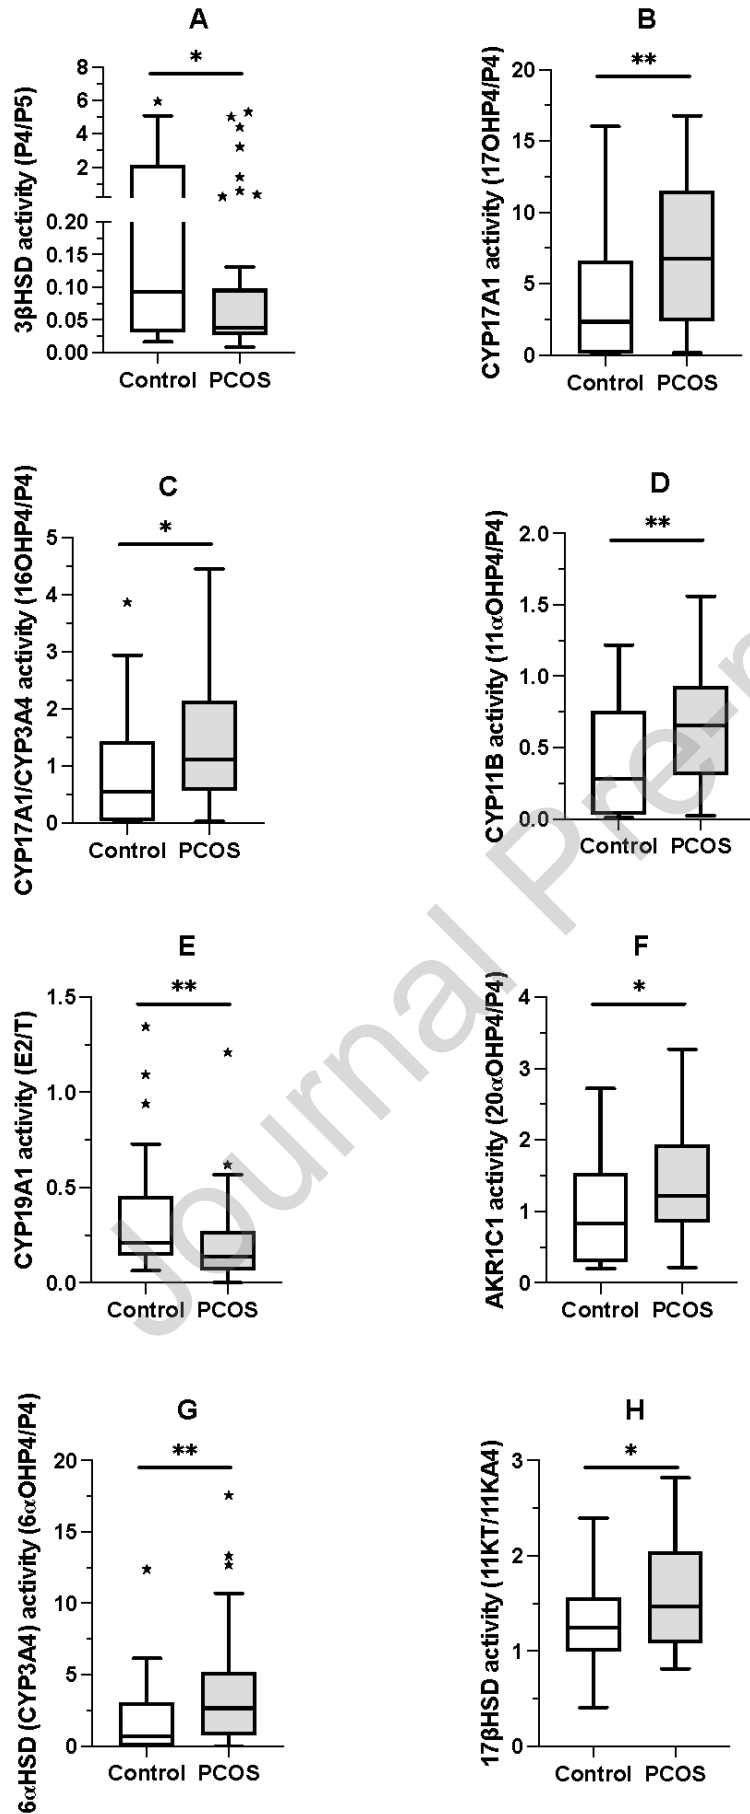 A
*
3βHSD activity (P4/P5)
8
6
4
2
0.20
0.15
0.10
0.05
0.00
Control PCOS
B
**
CYP17A1 activity (17OHP4/P4)
20
15
10
5
0
Control PCOS
C
*
CYP17A1/CYP3A4 activity (16OHP4/P4)
5
4
3
2
1
0
Control PCOS
D
**
CYP11B activity (11αOHP4/P4)
2.0
1.5
1.0
0.5
0.0
Control PCOS
E
**
CYP19A1 activity (E2/T)
1.5
1.0
0.5
0.0
Control PCOS
F
*
AKR1C1 activity (20αOHP4/P4)
4
3
2
1
0
Control PCOS
G
**
6αHSD (CYP3A4) activity (6αOHP4/P4)
20
15
10
5
0
Control PCOS
H
*
17βHSD activity (11KT/11KA4)
3
2
1
0
Control PCOS
Journal Pre-